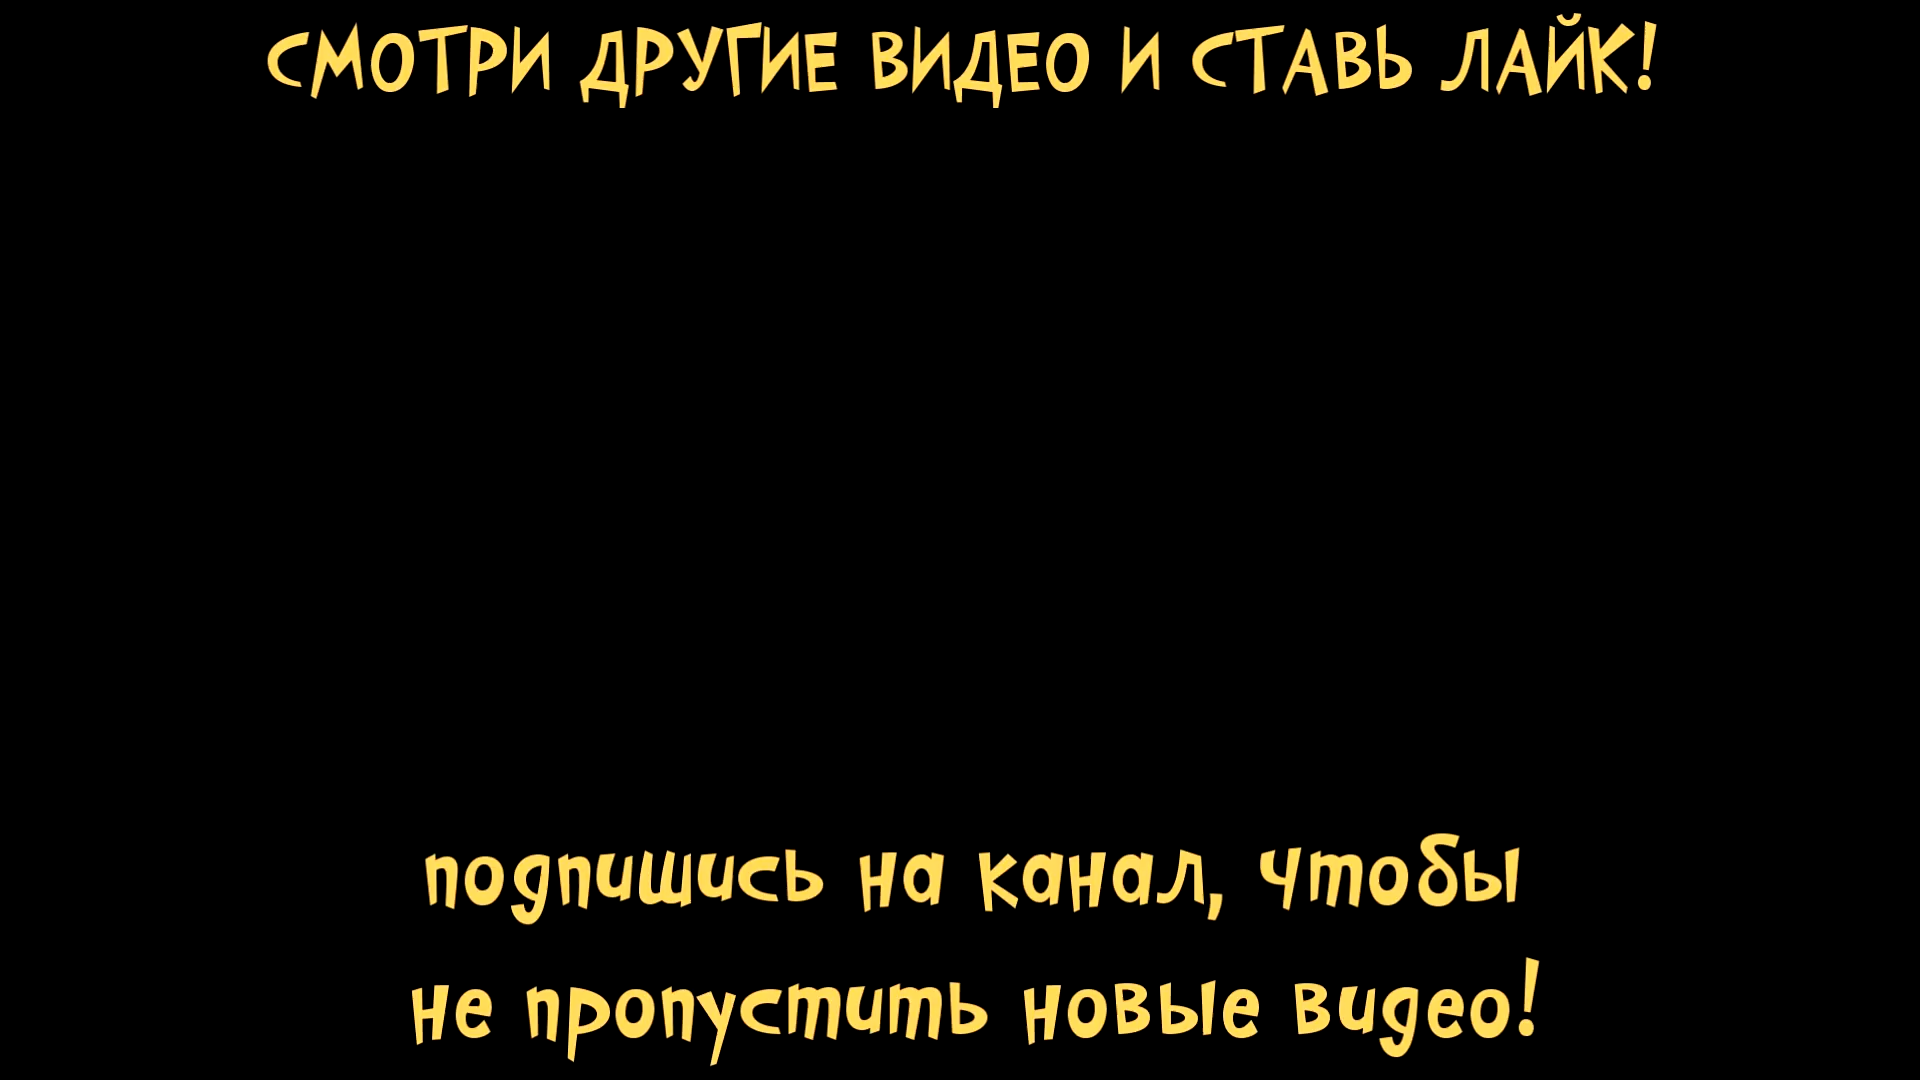 СМОТРИ ДРУГИЕ ВИДЕО И СТАВЬ ЛАЙК!
подпишись на канал, чтобы
не пропустить новые видео!